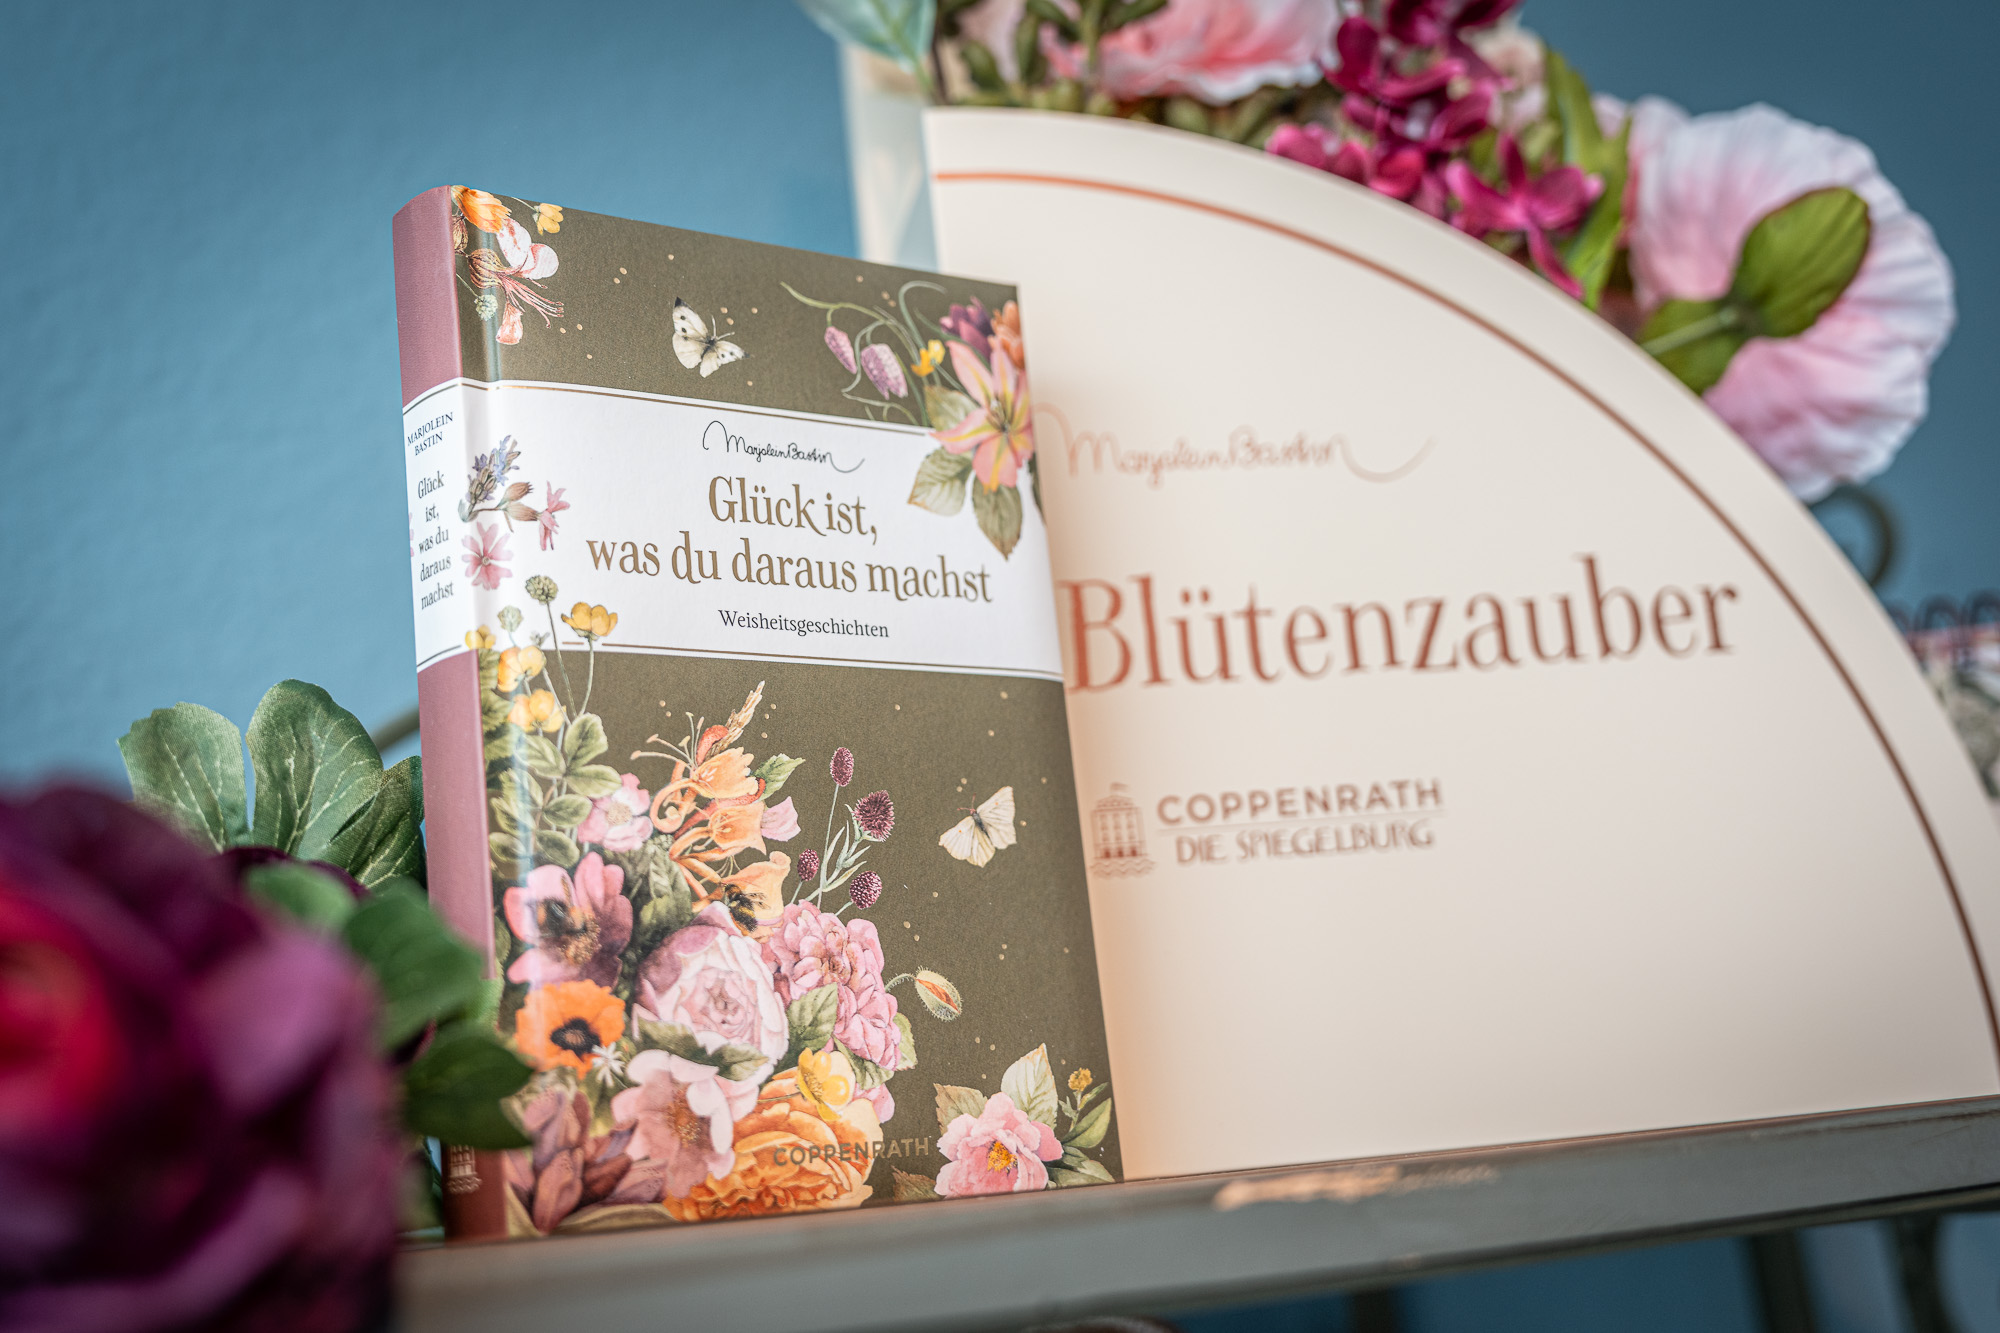 MARJOLEIN
BASTIN
Glück
ist,
was du
daraus
machst
Marjolein Bastin
Glück ist,
was du daraus machst
Weisheitsgeschichten
COPPENRATH
Marjolein Bastin
Blütenzauber
COPPENRATH
DIE SPIEGELBURG